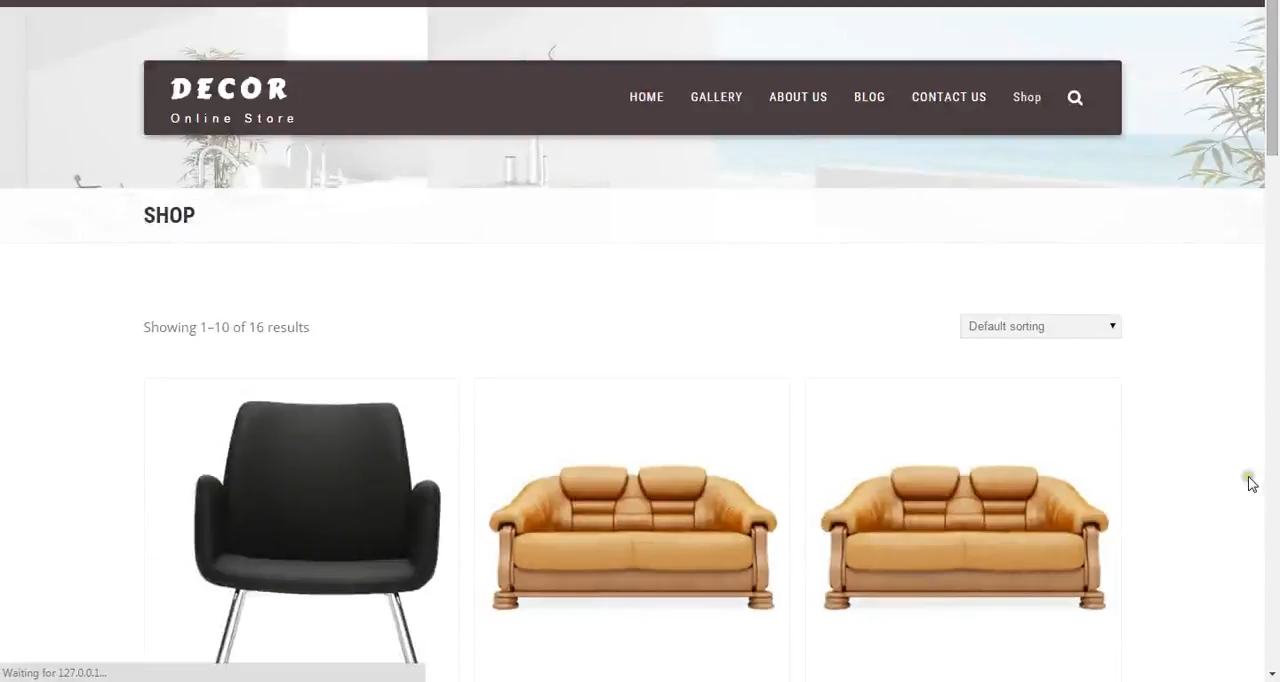 DECOR
Online Store
HOME GALLERY ABOUT US BLOG CONTACT US Shop
SHOP
Showing 1–10 of 16 results
Default sorting
Waiting for 127.0.0.1...